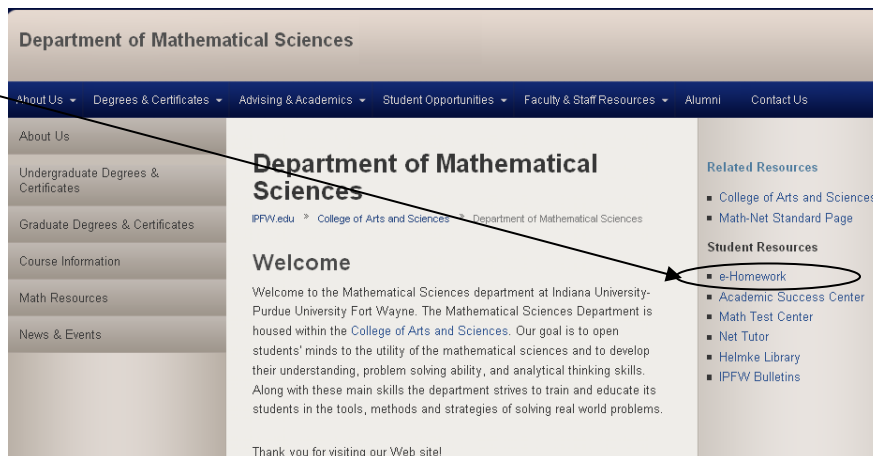 Department of Mathematical Sciences
About Us Degrees & Certificates Advising & Academics Student Opportunities Faculty & Staff Resources Alumni Contact Us
About Us
Undergraduate Degrees &
Certificates
Graduate Degrees & Certificates
Course Information
Math Resources
News & Events
Department of Mathematical
Sciences
IPFW.edu » College of Arts and Sciences » Department of Mathematical Sciences
Welcome
Welcome to the Mathematical Sciences department at Indiana University-
Purdue University Fort Wayne. The Mathematical Sciences Department is
housed within the College of Arts and Sciences. Our goal is to open
students' minds to the utility of the mathematical sciences and to develop
their understanding, problem solving ability, and analytical thinking skills.
Along with these main skills the department strives to train and educate its
students in the tools, methods and strategies of solving real world problems.
Thank you for visiting our Web site!
Related Resources
College of Arts and Sciences
Math-Net Standard Page
Student Resources
e-Homework
Academic Success Center
Math Test Center
Net Tutor
Helmke Library
IPFW Bulletins